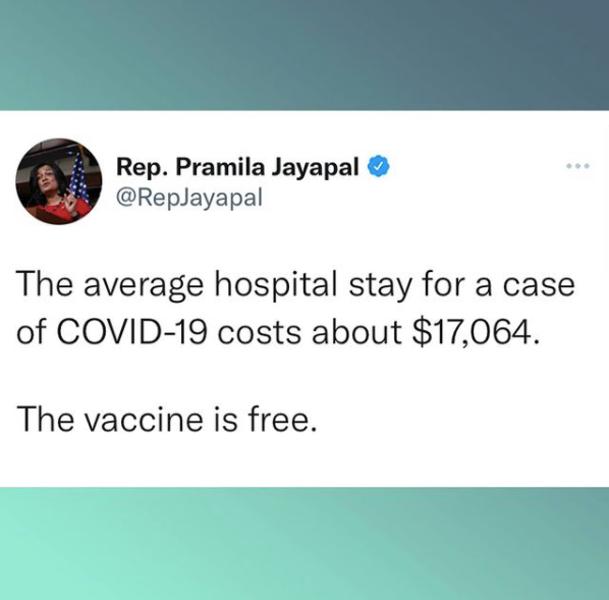 Rep. Pramila Jayapal
@RepJayapal
The average hospital stay for a case
of COVID-19 costs about $17,064.
The vaccine is free.